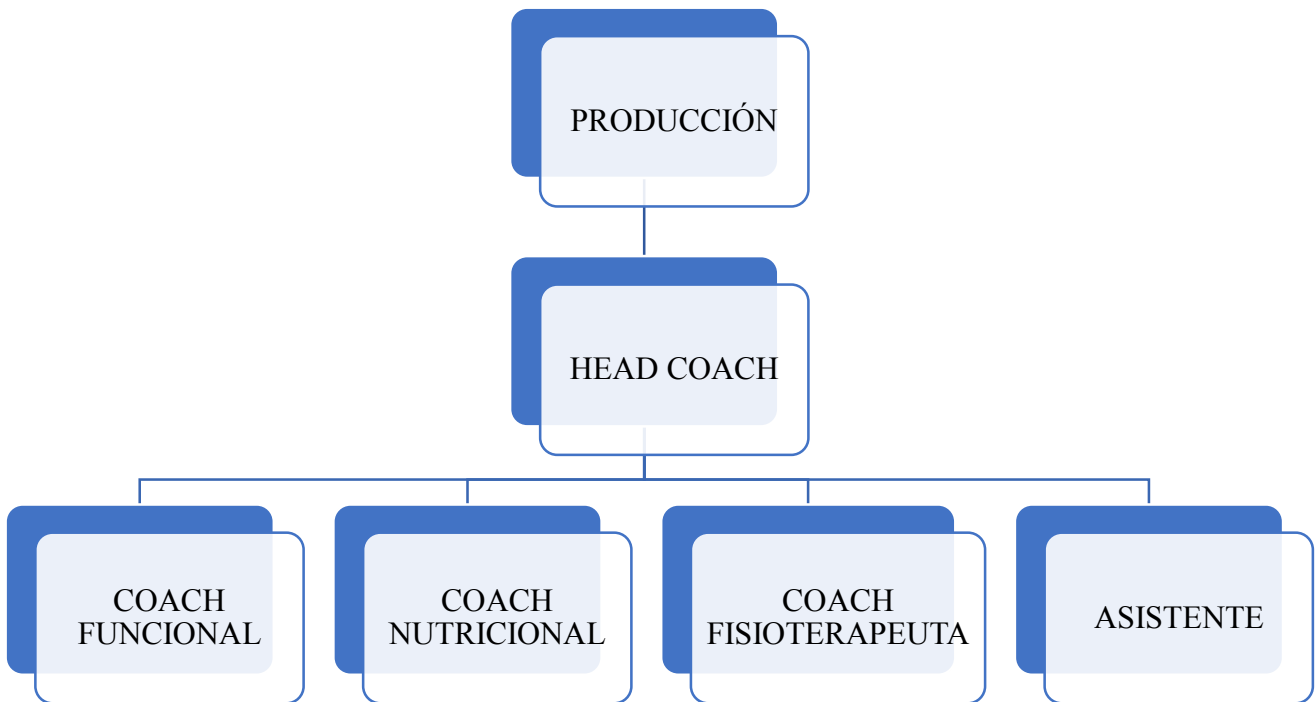 PRODUCCIÓN
HEAD COACH
COACH
FUNCIONAL
COACH
NUTRICIONAL
COACH
FISIOTERAPEUTA
ASISTENTE